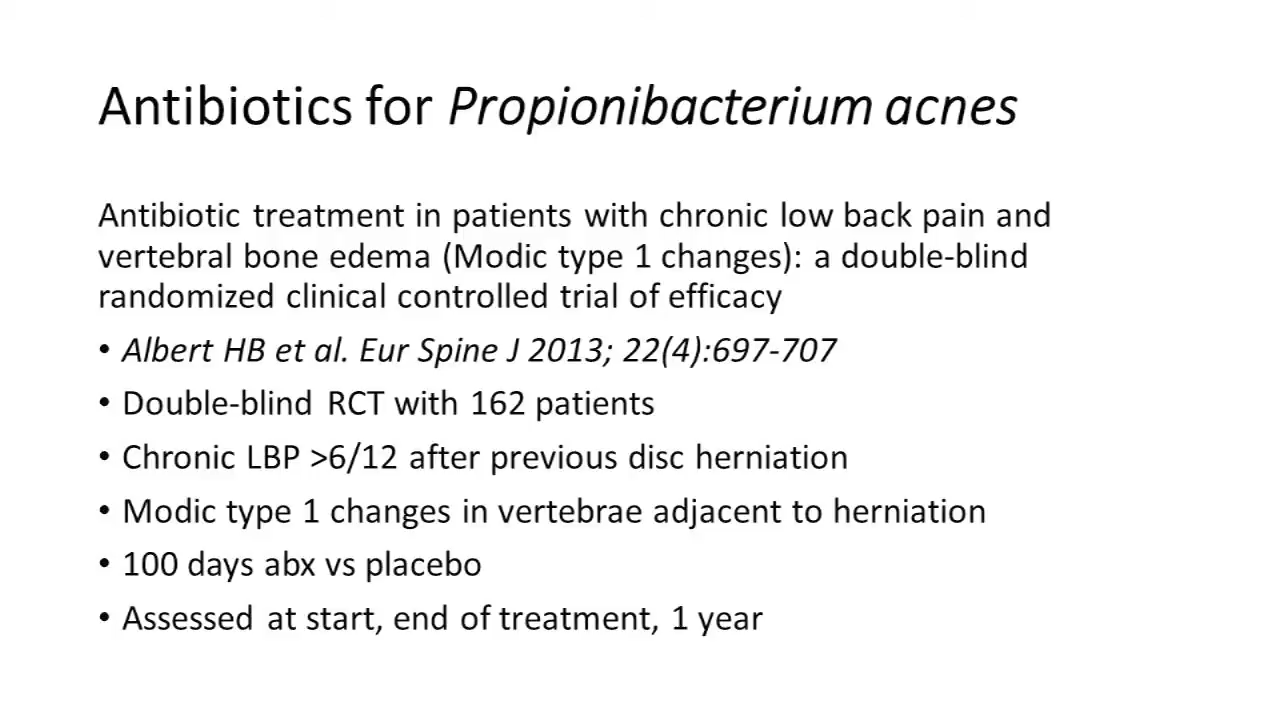 Antibiotics for Propionibacterium acnes
Antibiotic treatment in patients with chronic low back pain and
vertebral bone edema (Modic type 1 changes): a double-blind
randomized clinical controlled trial of efficacy
• Albert HB et al. Eur Spine J 2013; 22(4):697-707
• Double-blind RCT with 162 patients
• Chronic LBP >6/12 after previous disc herniation
• Modic type 1 changes in vertebrae adjacent to herniation
• 100 days abx vs placebo
• Assessed at start, end of treatment, 1 year